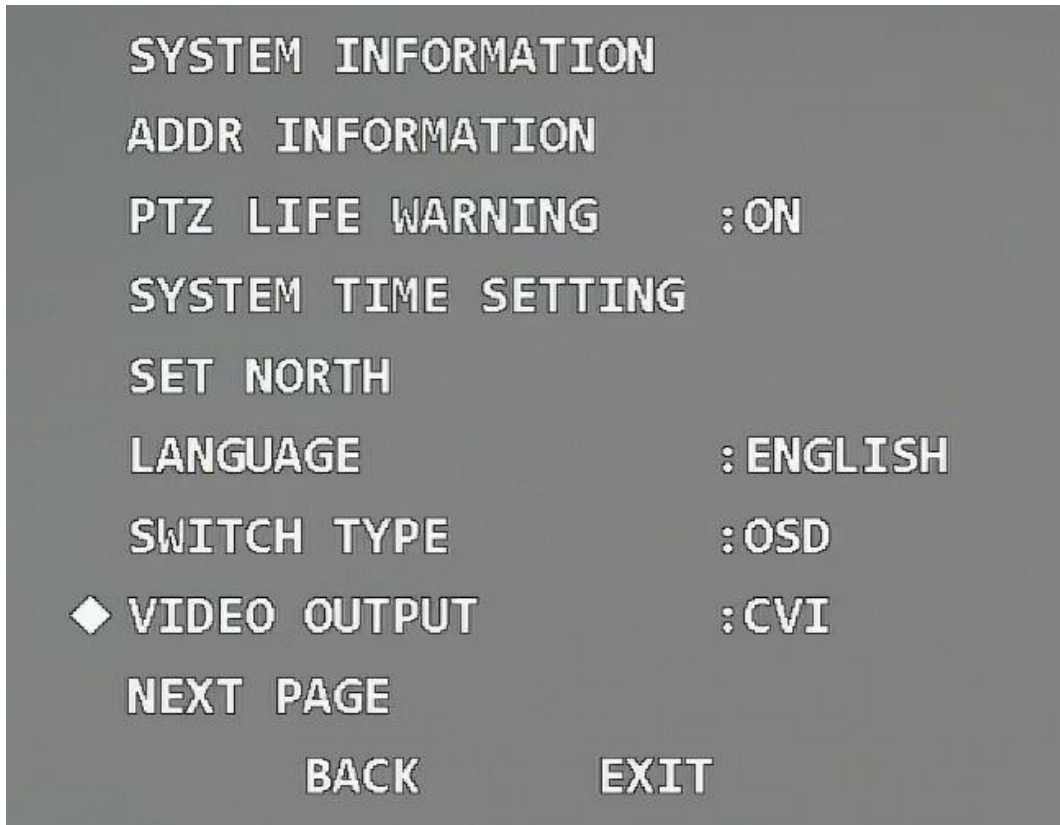 SYSTEM INFORMATION
ADDR INFORMATION
PTZ LIFE WARNING :ON
SYSTEM TIME SETTING
SET NORTH
LANGUAGE :ENGLISH
SWITCH TYPE :OSD
VIDEO OUTPUT :CVI
NEXT PAGE
BACK EXIT